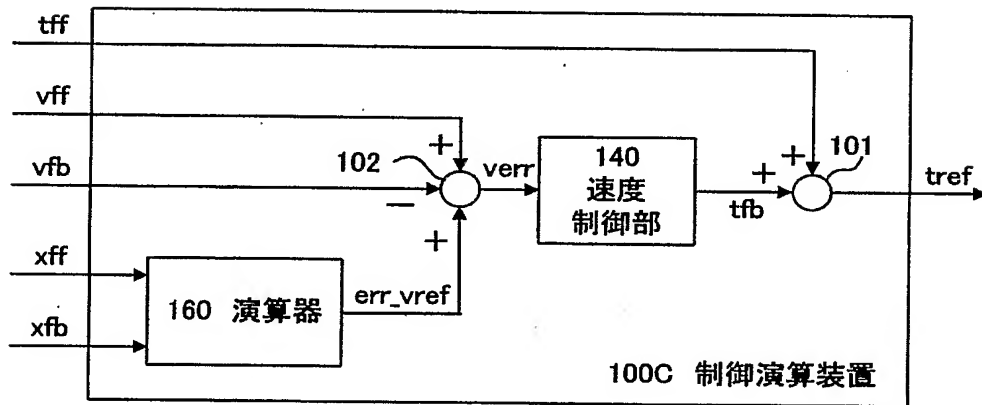 tff
vff
102
verr
140
速度
制御部
101
tref
vfb
tfb
xff
160 演算器
err_vref
xfb
100C 制御演算装置
+
−
+
+
+